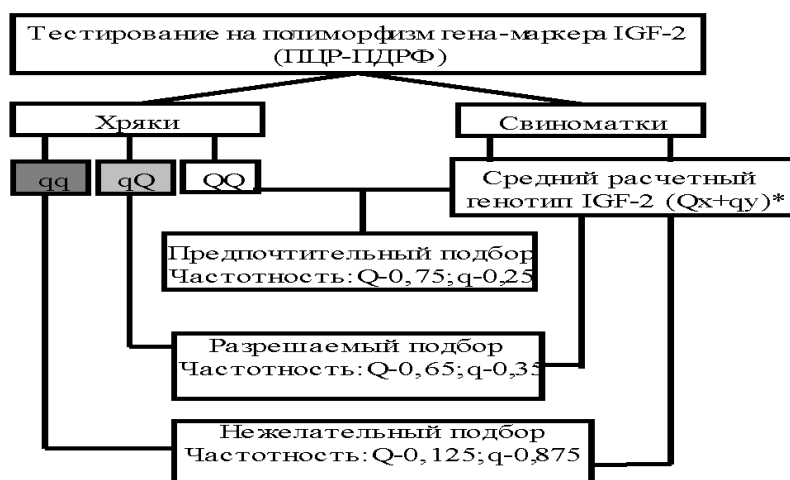 Тестирование на полиморфизм гена-маркера IGF-2
(ПЦР-ПДРФ)
Хряки
Свиноматки
qq
qQ
QQ
Средний расчетный
генотип IGF-2 (Qx+qy)*
Предпочтительный подбор
Частотность: Q-0,75; q-0,25
Разрешаемый подбор
Частотность: Q-0,65; q-0,35
Нежелательный подбор
Частотность: Q-0,125; q-0,875